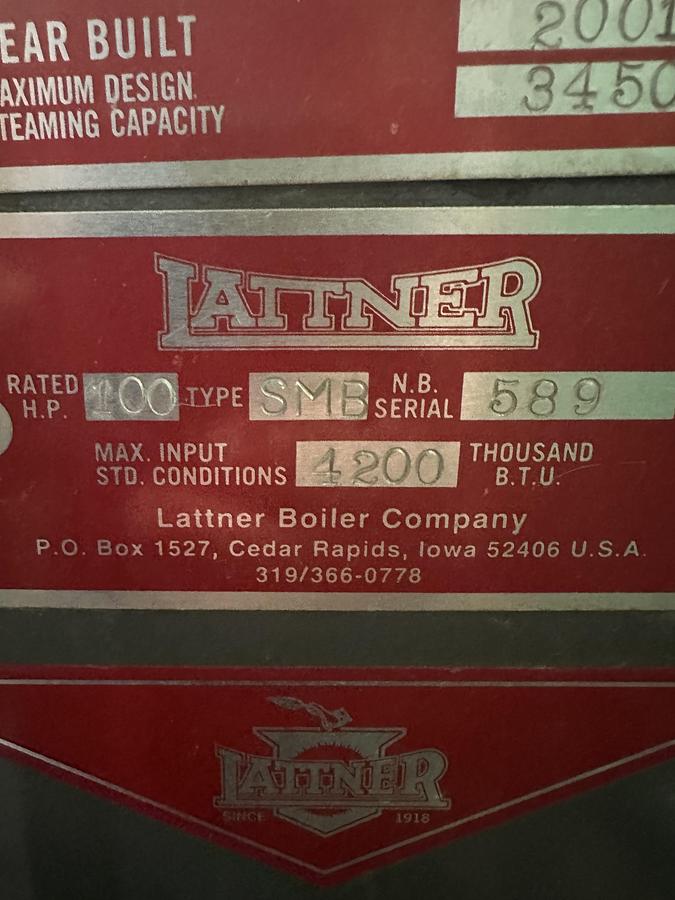 EAR BUILT 2001
AXIMUM DESIGN 3450
TEAMING CAPACITY
LATTNER
RATED H.P. 100 TYPE SMB N.B. SERIAL 589
MAX. INPUT STD. CONDITIONS 4200 THOUSAND B.T.U.
Lattner Boiler Company
P.O. Box 1527, Cedar Rapids, Iowa 52406 U.S.A.
319/366-0778
LATTNER
SINCE 1918